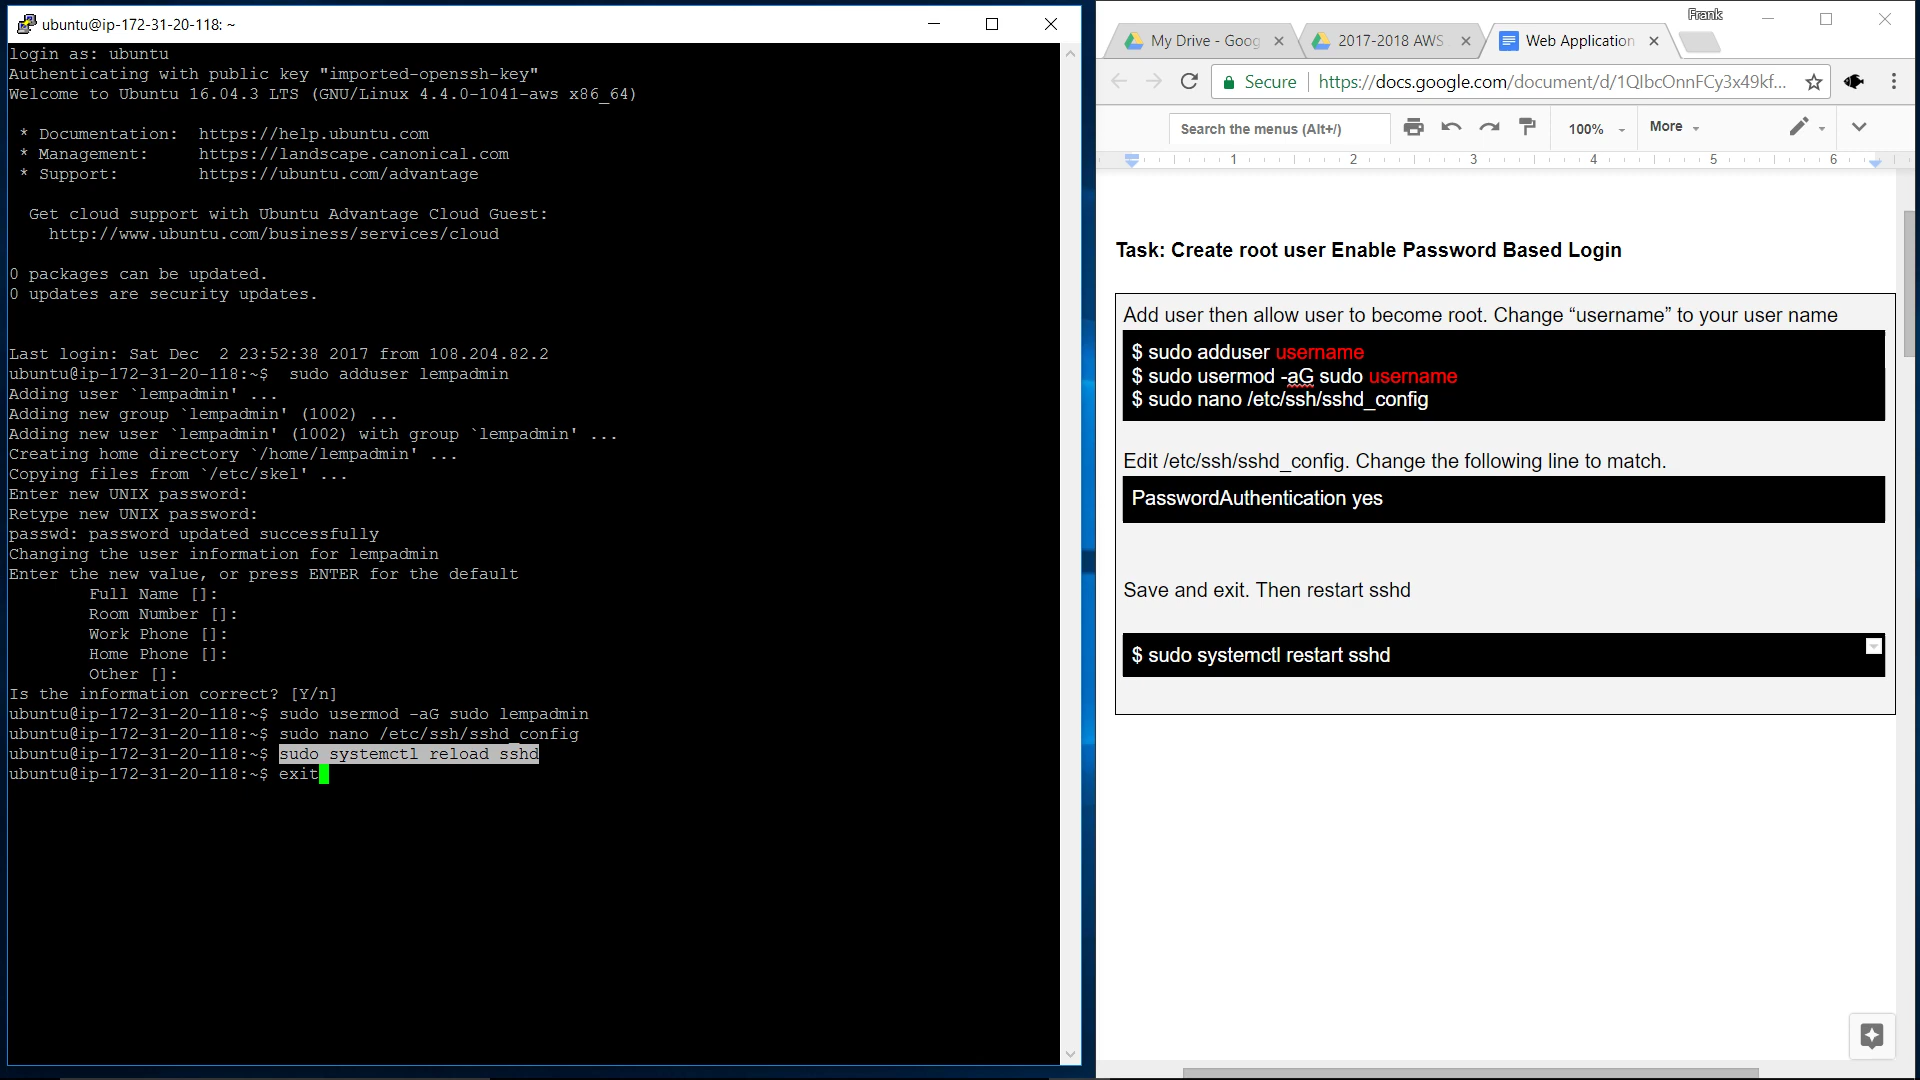 ubuntu@ip-172-31-20-118: ~
login as: ubuntu
Authenticating with public key "imported-openssh-key"
Welcome to Ubuntu 16.04.3 LTS (GNU/Linux 4.4.0-1041-aws x86_64)
* Documentation:  https://help.ubuntu.com
* Management:     https://landscape.canonical.com
* Support:        https://ubuntu.com/advantage
Get cloud support with Ubuntu Advantage Cloud Guest:
http://www.ubuntu.com/business/services/cloud
0 packages can be updated.
0 updates are security updates.
Last login: Sat Dec  2 23:52:38 2017 from 108.204.82.2
ubuntu@ip-172-31-20-118:~$  sudo adduser lempadmin
Adding user `lempadmin' ...
Adding new group `lempadmin' (1002) ...
Adding new user `lempadmin' (1002) with group `lempadmin' ...
Creating home directory `/home/lempadmin' ...
Copying files from `/etc/skel' ...
Enter new UNIX password:
Retype new UNIX password:
passwd: password updated successfully
Changing the user information for lempadmin
Enter the new value, or press ENTER for the default
Full Name []:
Room Number []:
Work Phone []:
Home Phone []:
Other []:
Is the information correct? [Y/n]
ubuntu@ip-172-31-20-118:~$ sudo usermod -aG sudo lempadmin
ubuntu@ip-172-31-20-118:~$ sudo nano /etc/ssh/sshd_config
ubuntu@ip-172-31-20-118:~$ sudo systemctl reload sshd
ubuntu@ip-172-31-20-118:~$ exit
Frank
My Drive - Goog
2017-2018 AWS
Web Application
Secure
https://docs.google.com/document/d/1QIbcOnnFCy3x49kf...
Search the menus (Alt+/)
100%
More
1 2 3 4 5 6
Task: Create root user Enable Password Based Login
Add user then allow user to become root. Change “username” to your user name
$ sudo adduser username
$ sudo usermod -aG sudo username
$ sudo nano /etc/ssh/sshd_config
Edit /etc/ssh/sshd_config. Change the following line to match.
PasswordAuthentication yes
Save and exit. Then restart sshd
$ sudo systemctl restart sshd